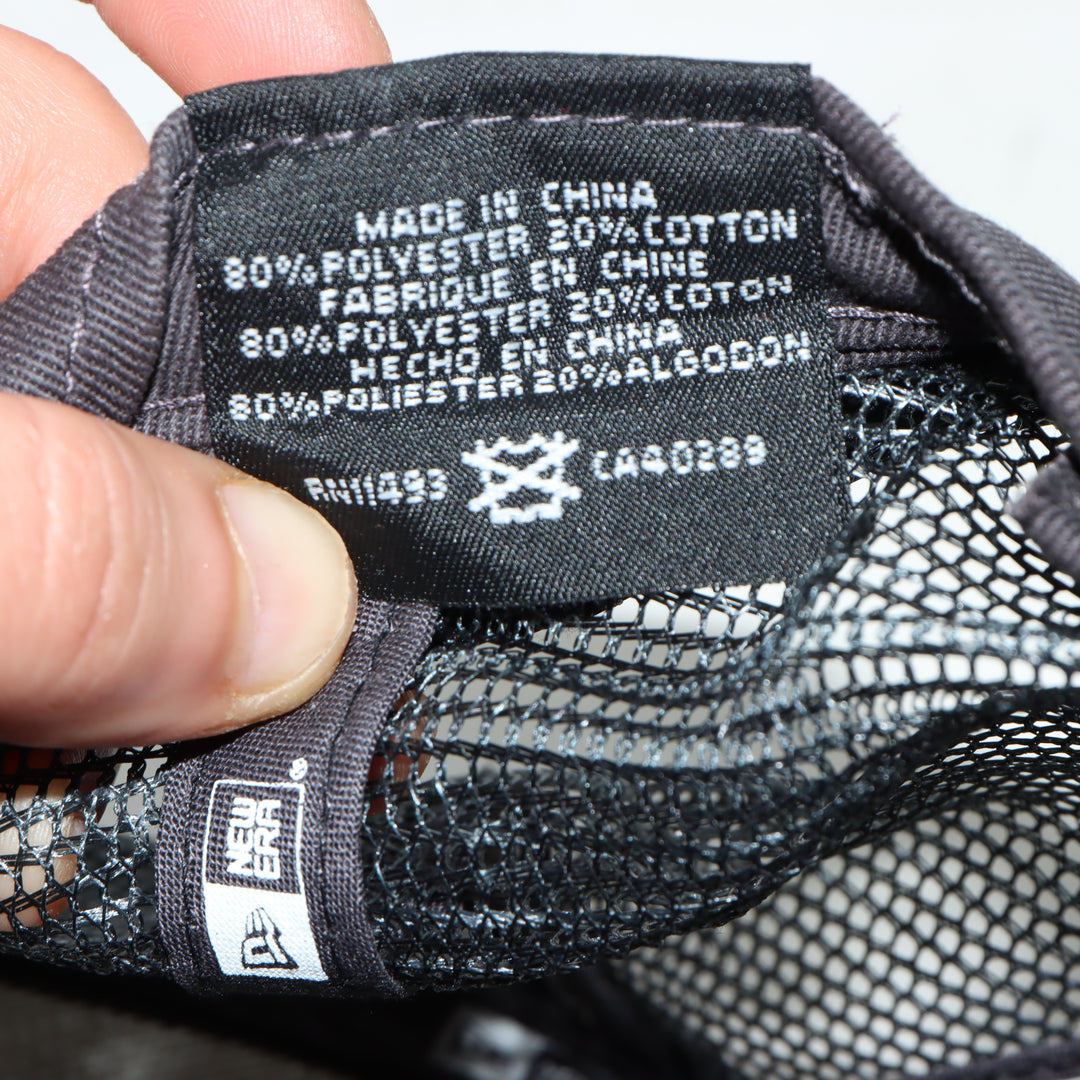 MADE IN CHINA
80%POLYESTER 20%COTTON
FABRIQUE EN CHINE
80%POLYESTER 20%COTON
HECHO EN CHINA
80%POLIESTER 20%ALGODON
RN11493 CA40288
NEW
ERA
®